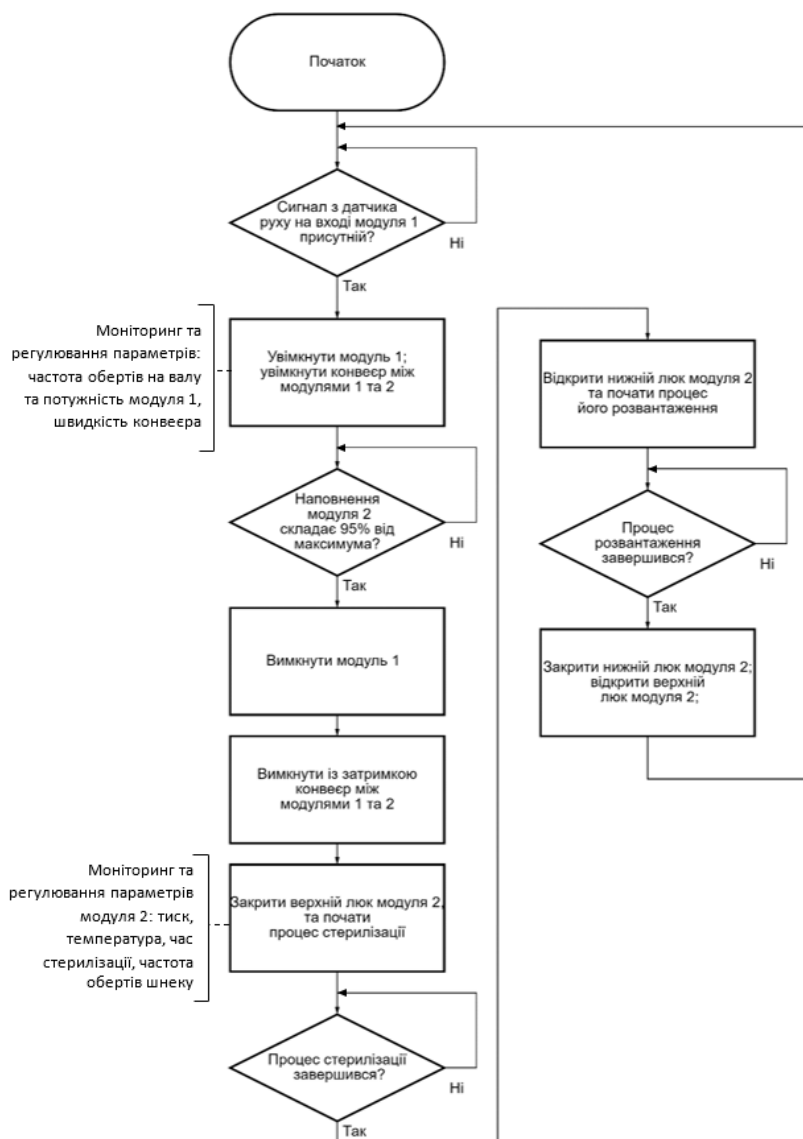 Початок
Сигнал з датчика
руху на вході модуля 1
присутній?
Ні
Так
Моніторинг та
регулювання параметрів:
частота обертів на валу
та потужність модуля 1,
швидкість конвеєра
Увімкнути модуль 1;
увімкнути конвеєр між
модулями 1 та 2
Наповнення
модуля 2
складає 95% від
максимума?
Ні
Так
Вимкнути модуль 1
Вимкнути із затримкою
конвеєр між
модулями 1 та 2
Моніторинг та
регулювання параметрів
модуля 2: тиск,
температура, час
стерилізації, частота
обертів шнеку
Закрити верхній люк модуля 2,
та почати
процес стерилізації
Процес стерилізації
завершився?
Ні
Так
Відкрити нижній люк модуля 2
та почати процес
його розвантаження
Процес
розвантаження
завершився?
Ні
Так
Закрити нижній люк модуля 2;
відкрити верхній
люк модуля 2;